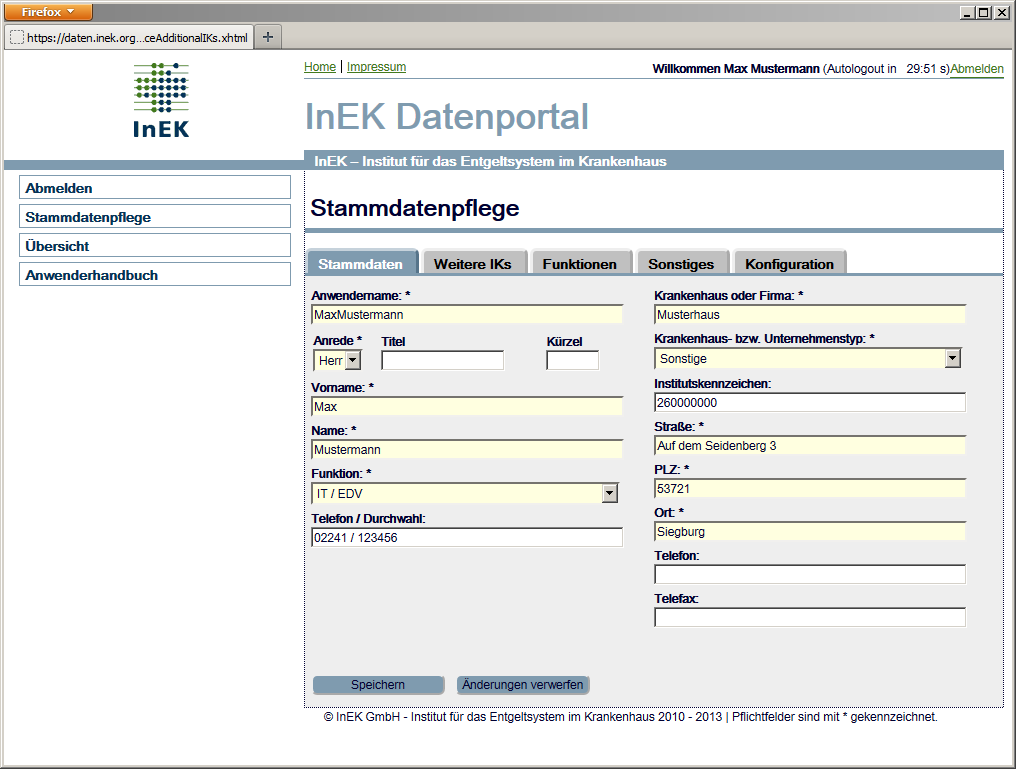 Firefox
https://daten.inek.org...ceAdditionalIKs.xhtml
InEK
Home | Impressum
Willkommen Max Mustermann (Autologout in 29:51 s)Abmelden
InEK Datenportal
InEK – Institut für das Entgeltsystem im Krankenhaus
Abmelden
Stammdatenpflege
Übersicht
Anwenderhandbuch
Stammdatenpflege
Stammdaten Weitere IKs Funktionen Sonstiges Konfiguration
Anwendername: *
MaxMustermann
Anrede * Titel Kürzel
Herr
Vorname: *
Max
Name: *
Mustermann
Funktion: *
IT / EDV
Telefon / Durchwahl:
02241 / 123456
Krankenhaus oder Firma: *
Musterhaus
Krankenhaus- bzw. Unternehmenstyp: *
Sonstige
Institutskennzeichen:
260000000
Straße: *
Auf dem Seidenberg 3
PLZ: *
53721
Ort: *
Siegburg
Telefon:
Telefax:
Speichern Änderungen verwerfen
© InEK GmbH - Institut für das Entgeltsystem im Krankenhaus 2010 - 2013 | Pflichtfelder sind mit * gekennzeichnet.